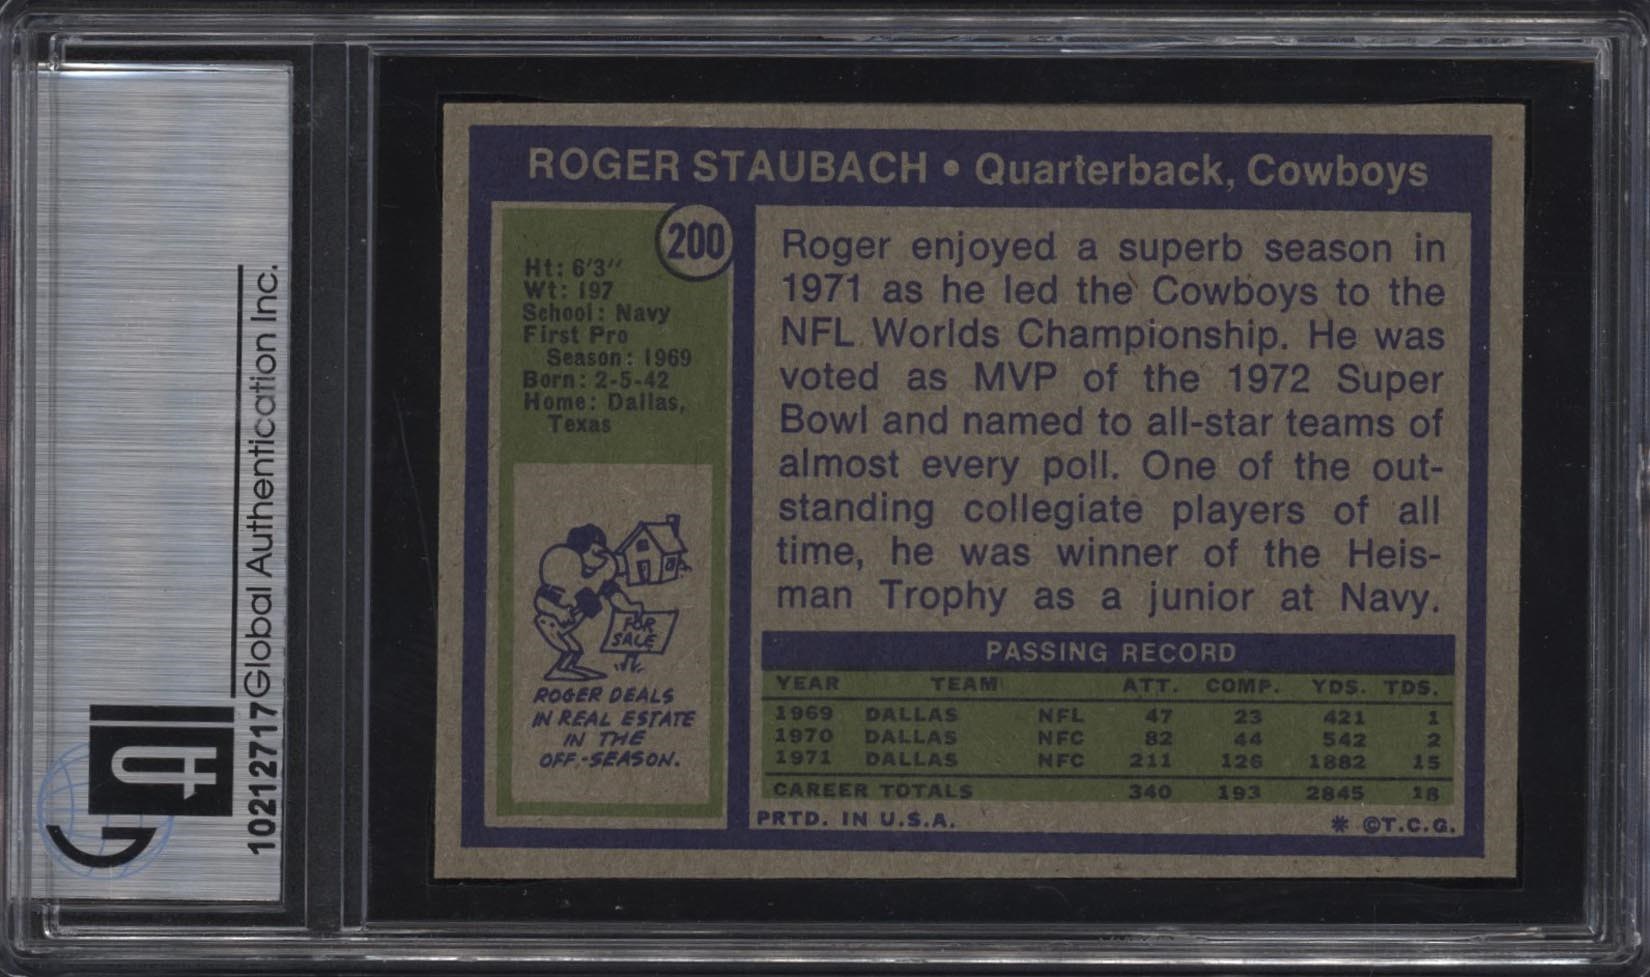 ROGER STAUBACH • Quarterback, Cowboys
200
Ht: 6'3"
Wt: 197
School: Navy
First Pro
Season: 1969
Born: 2-5-42
Home: Dallas,
Texas
FOR
SALE
ROGER DEALS
IN REAL ESTATE
IN THE
OFF-SEASON.
Roger enjoyed a superb season in
1971 as he led the Cowboys to the
NFL Worlds Championship. He was
voted as MVP of the 1972 Super
Bowl and named to all-star teams of
almost every poll. One of the out-
standing collegiate players of all
time, he was winner of the Heis-
man Trophy as a junior at Navy.
PASSING RECORD
YEAR TEAM ATT. COMP. YDS. TDS.
1969 DALLAS NFL 47 23 421 1
1970 DALLAS NFC 82 44 542 2
1971 DALLAS NFC 211 126 1882 15
CAREER TOTALS 340 193 2845 18
PRTD. IN U.S.A. * ©T.C.G.
Global Authentication Inc.
10212717